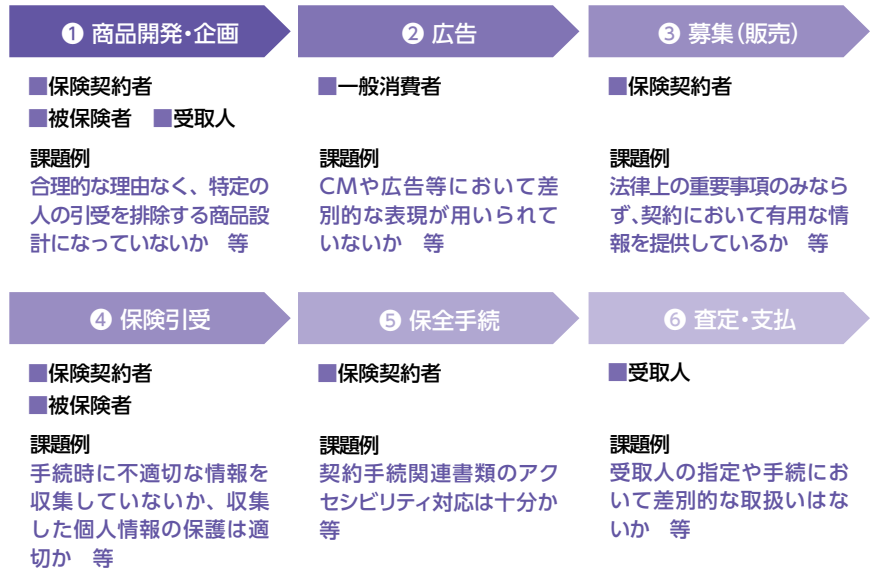 ❶ 商品開発・企画
■保険契約者
■被保険者　■受取人
課題例
合理的な理由なく、特定の
人の引受を排除する商品設
計になっていないか　等
❷ 広告
■一般消費者
課題例
CMや広告等において差
別的な表現が用いられて
いないか　等
❸ 募集（販売）
■保険契約者
課題例
法律上の重要事項のみなら
ず、契約において有用な情
報を提供しているか　等
❹ 保険引受
■保険契約者
■被保険者
課題例
手続時に不適切な情報を
収集していないか、収集
した個人情報の保護は適
切か　等
❺ 保全手続
■保険契約者
課題例
契約手続関連書類のアク
セシビリティ対応は十分か
等
❻ 査定・支払
■受取人
課題例
受取人の指定や手続にお
いて差別的な取扱いはな
いか　等